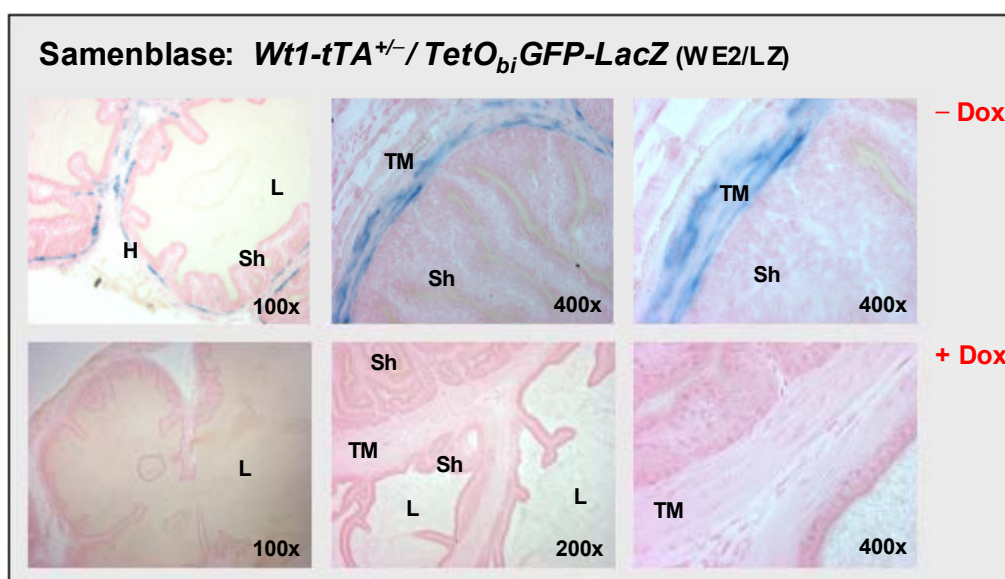 Samenblase: Wt1-tTA+/–/ TetObiGFP-LacZ (WE2/LZ)
– Dox
L
H
Sh
100x
TM
Sh
400x
TM
Sh
400x
+ Dox
L
100x
Sh
TM
Sh
L
L
200x
TM
400x